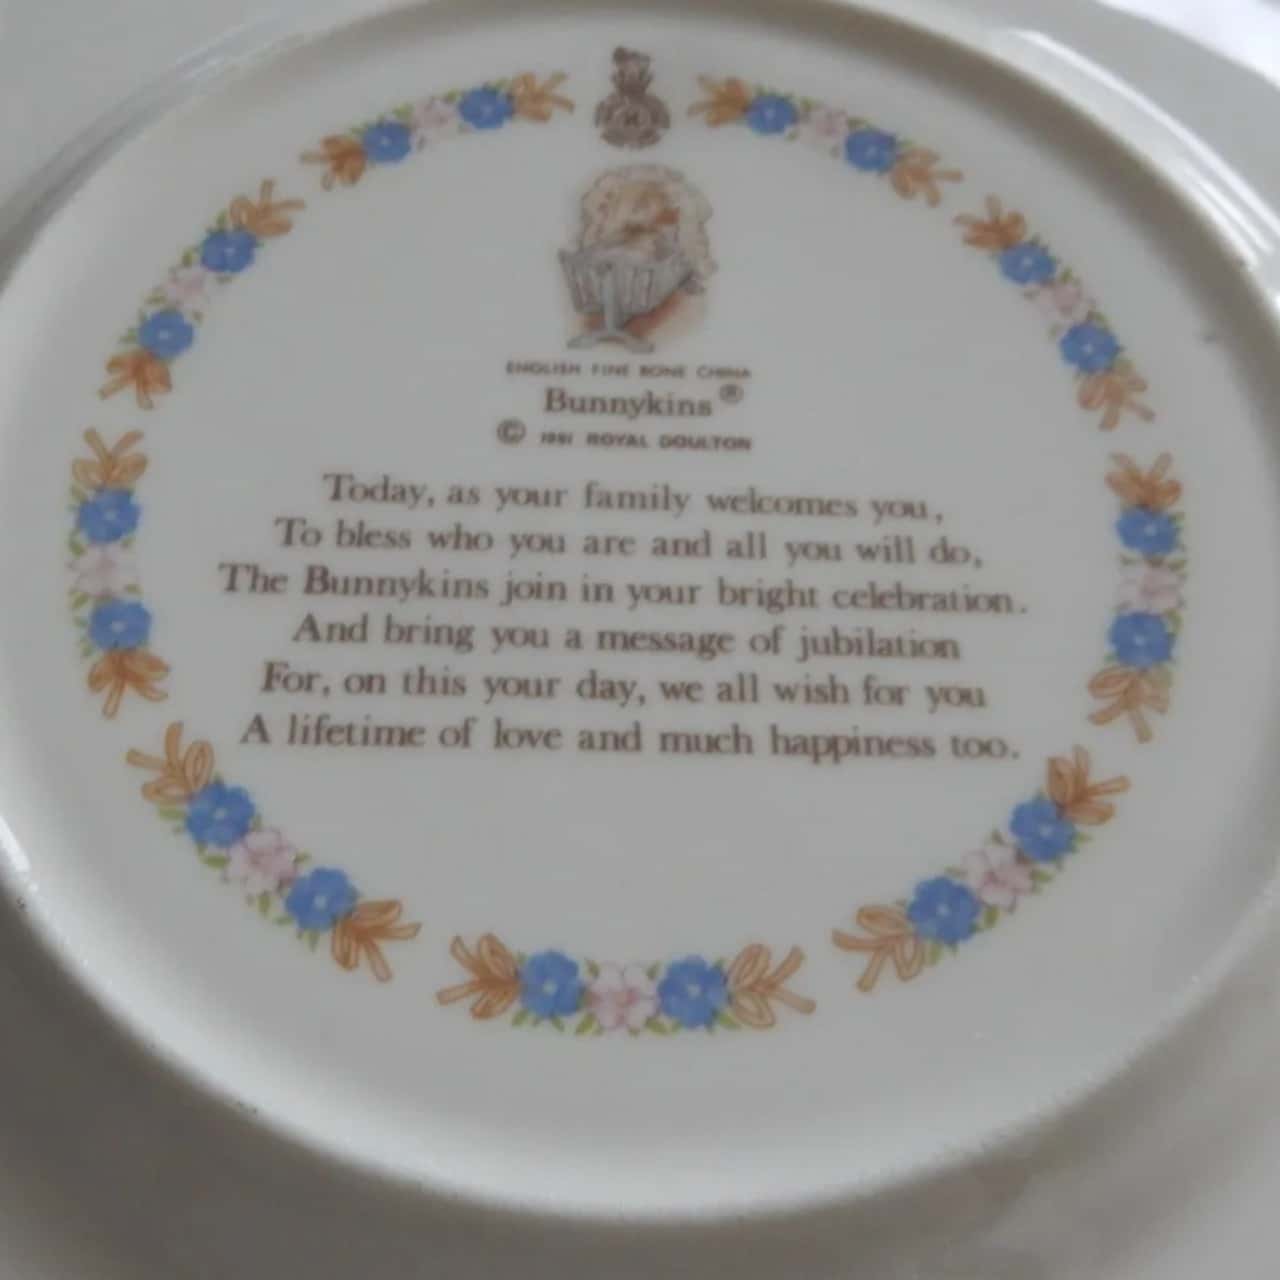 ENGLISH FINE BONE CHINA
Bunnykins®
© 1991 ROYAL DOULTON
Today, as your family welcomes you,
To bless who you are and all you will do,
The Bunnykins join in your bright celebration.
And bring you a message of jubilation
For, on this your day, we all wish for you
A lifetime of love and much happiness too.